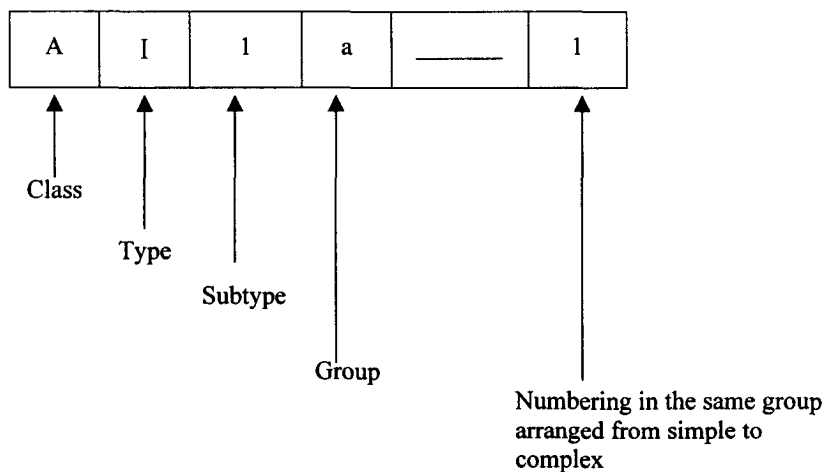 A I 1 a 1
Class
Type
Subtype
Group
Numbering in the same group
arranged from simple to
complex